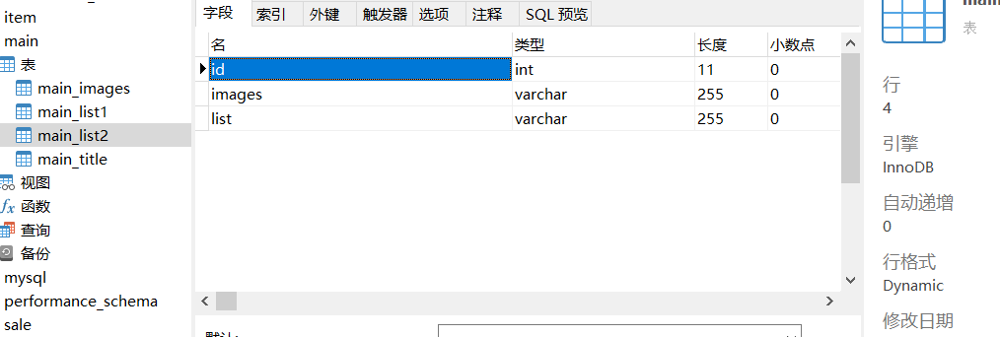 item
main
表
main_images
main_list1
main_list2
main_title
视图
函数
查询
备份
mysql
performance_schema
sale
字段 索引 外键 触发器 选项 注释 SQL 预览
名 类型 长度 小数点
id int 11 0
images varchar 255 0
list varchar 255 0
表
行
4
引擎
InnoDB
自动递增
0
行格式
Dynamic
修改日期